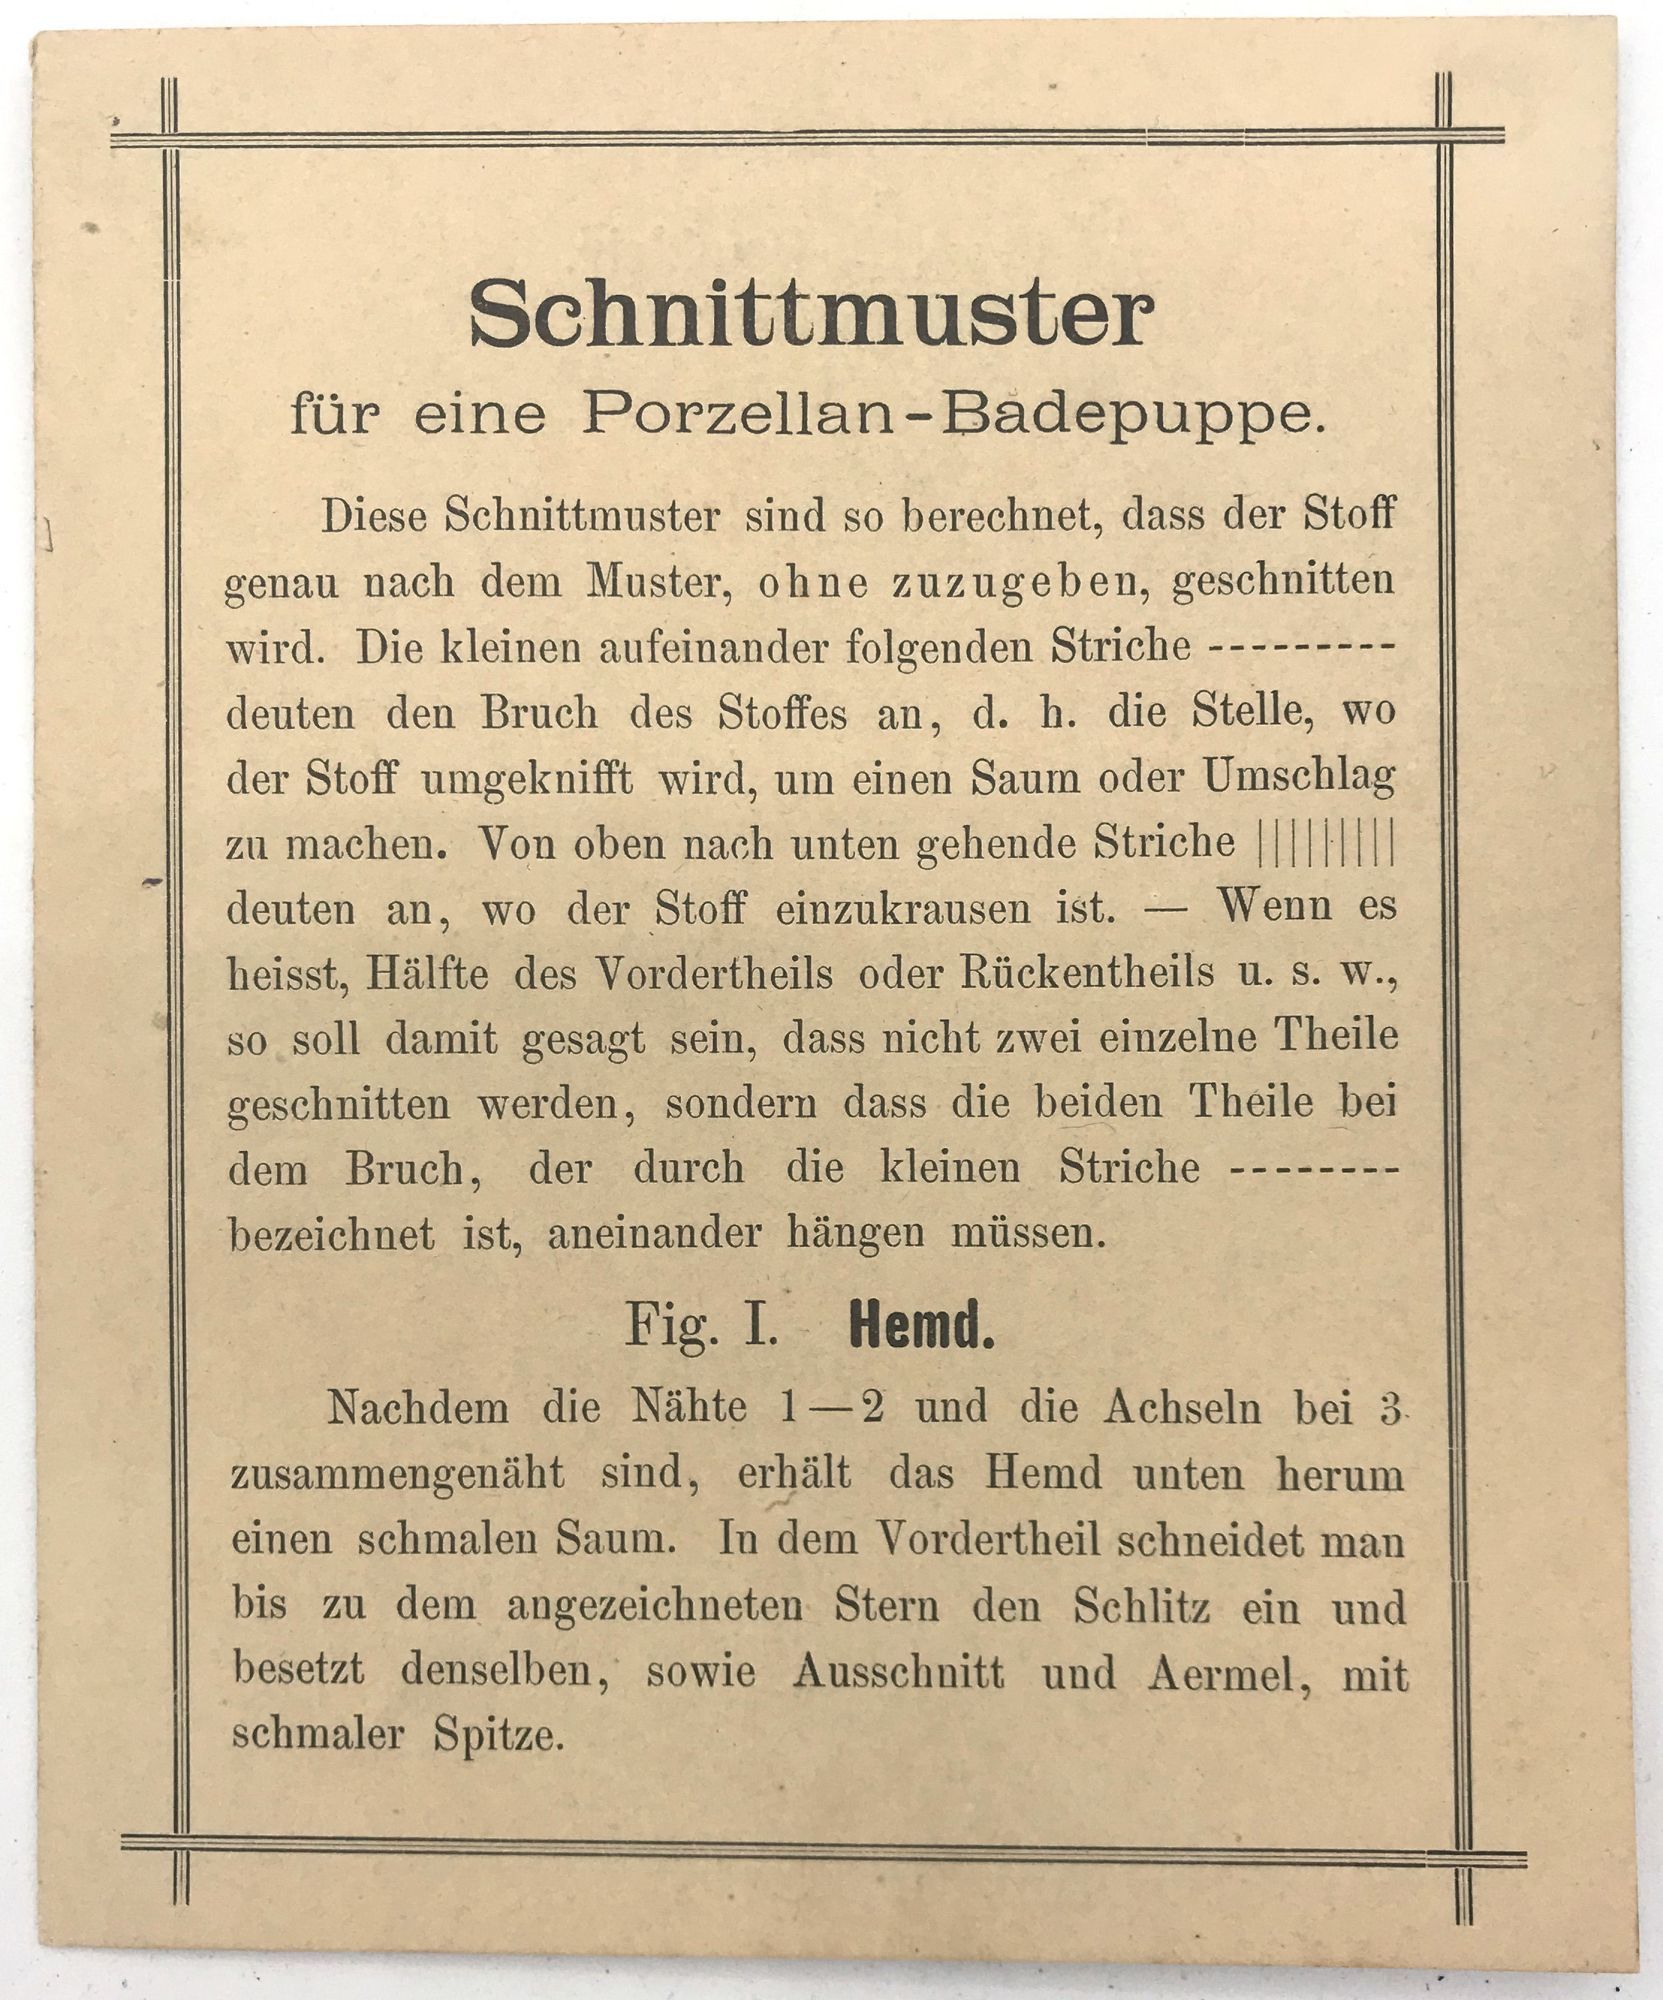 Schnittmuster
für eine Porzellan-Badepuppe.
Diese Schnittmuster sind so berechnet, dass der Stoff
genau nach dem Muster, ohne zuzugeben, geschnitten
wird. Die kleinen aufeinander folgenden Striche ---------
deuten den Bruch des Stoffes an, d. h. die Stelle, wo
der Stoff umgeknifft wird, um einen Saum oder Umschlag
zu machen. Von oben nach unten gehende Striche |||||||||
deuten an, wo der Stoff einzukrausen ist. — Wenn es
heisst, Hälfte des Vordertheils oder Rückentheils u. s. w.,
so soll damit gesagt sein, dass nicht zwei einzelne Theile
geschnitten werden, sondern dass die beiden Theile bei
dem Bruch, der durch die kleinen Striche --------
bezeichnet ist, aneinander hängen müssen.
Fig. I. Hemd.
Nachdem die Nähte 1—2 und die Achseln bei 3
zusammengenäht sind, erhält das Hemd unten herum
einen schmalen Saum. In dem Vordertheil schneidet man
bis zu dem angezeichneten Stern den Schlitz ein und
besetzt denselben, sowie Ausschnitt und Aermel, mit
schmaler Spitze.